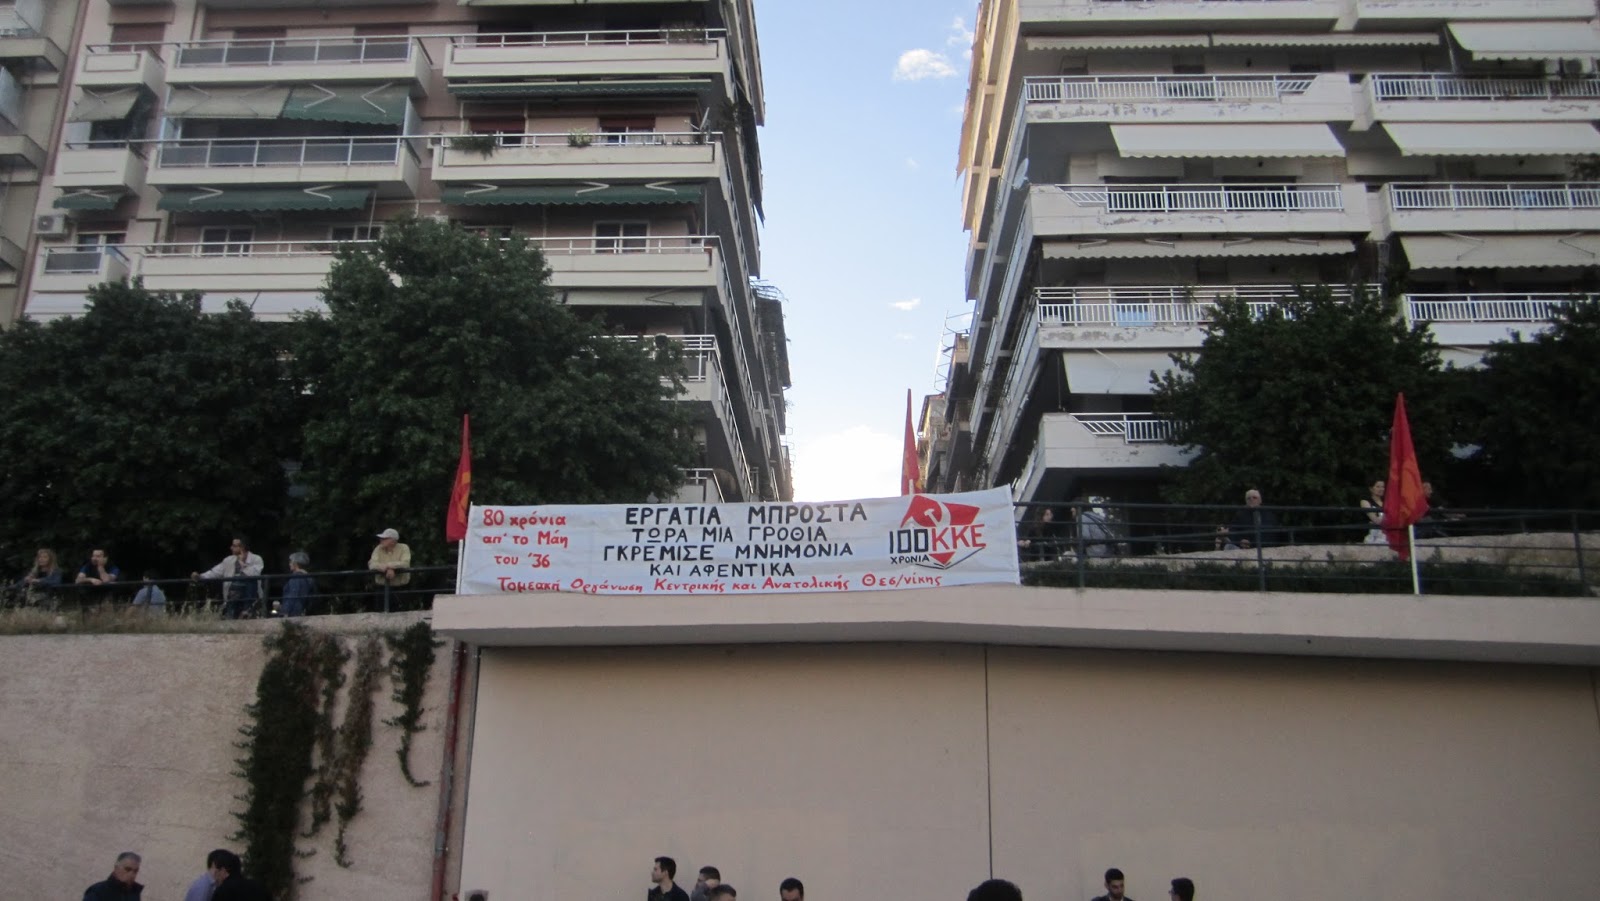 80 χρόνια
απ' το Μάη
του '36
ΕΡΓΑΤΙΑ ΜΠΡΟΣΤΑ
ΤΩΡΑ ΜΙΑ ΓΡΟΘΙΑ
ΓΚΡΕΜΙΣΕ ΜΝΗΜΟΝΙΑ
ΚΑΙ ΑΦΕΝΤΙΚΑ
100 ΚΚΕ
ΧΡΟΝΙΑ
Τομεακή Οργάνωση Κεντρικής και Ανατολικής Θεσ/νίκης